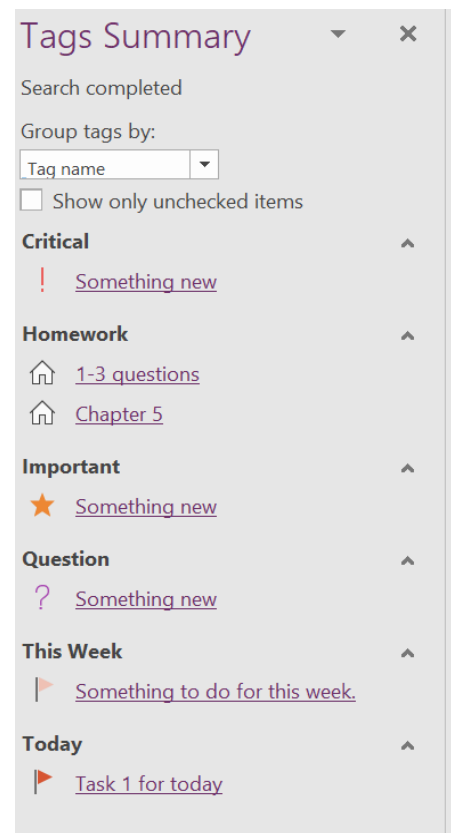 Tags Summary
Search completed
Group tags by:
Tag name
Show only unchecked items
Critical
Something new
Homework
1-3 questions
Chapter 5
Important
Something new
Question
Something new
This Week
Something to do for this week.
Today
Task 1 for today